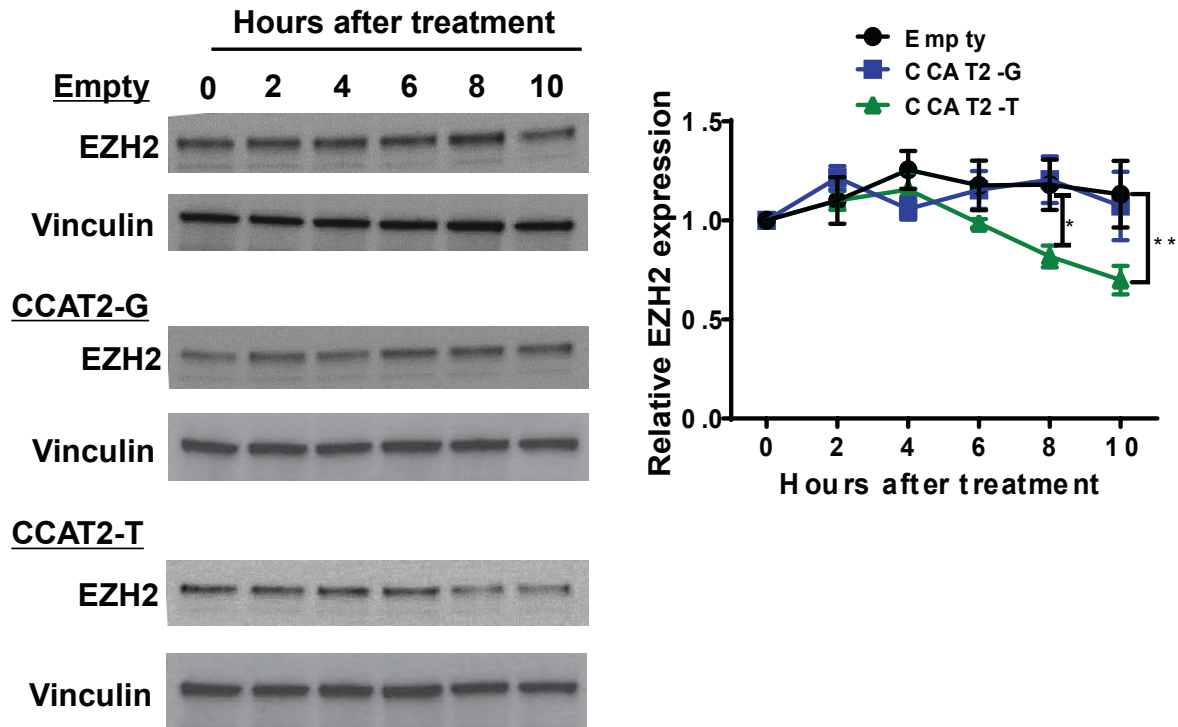 Hours after treatment
Empty 0 2 4 6 8 10
EZH2
Vinculin
CCAT2-G
EZH2
Vinculin
CCAT2-T
EZH2
Vinculin
Empty
CCAT2-G
CCAT2-T
Relative EZH2 expression
1.5
1.0
0.5
0.0
*
**
0 2 4 6 8 10
Hours after treatment